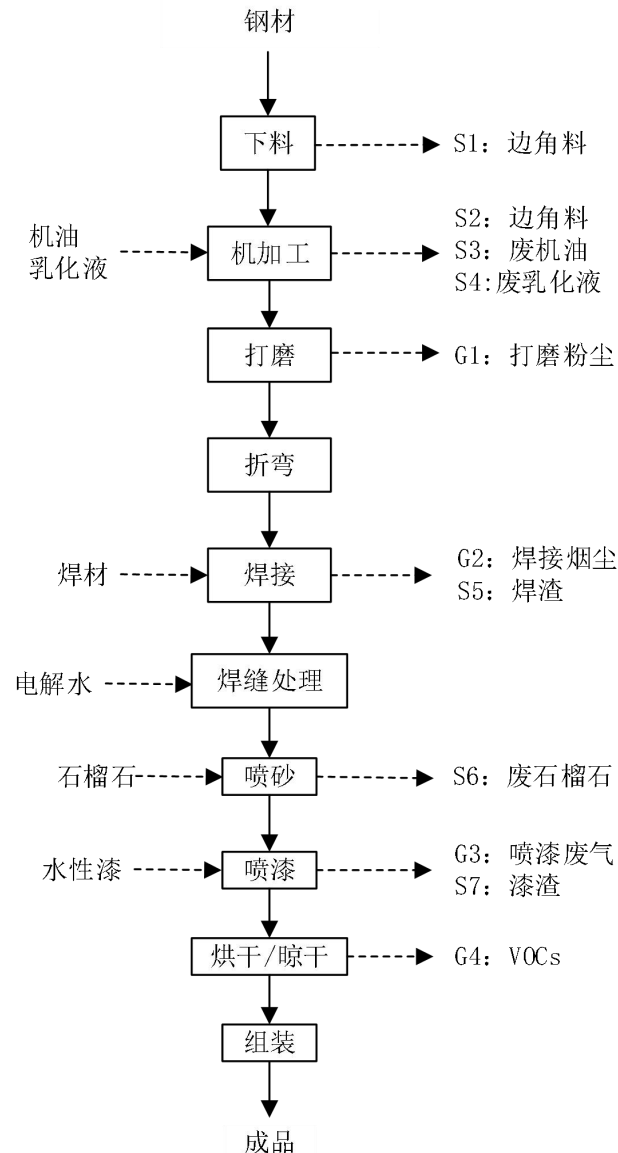 钢材
下料
S1: 边角料
机油
乳化液
机加工
S2: 边角料
S3: 废机油
S4:废乳化液
打磨
G1: 打磨粉尘
折弯
焊材
焊接
G2: 焊接烟尘
S5: 焊渣
电解水
焊缝处理
石榴石
喷砂
S6: 废石榴石
水性漆
喷漆
G3: 喷漆废气
S7: 漆渣
烘干/晾干
G4: VOCs
组装
成品